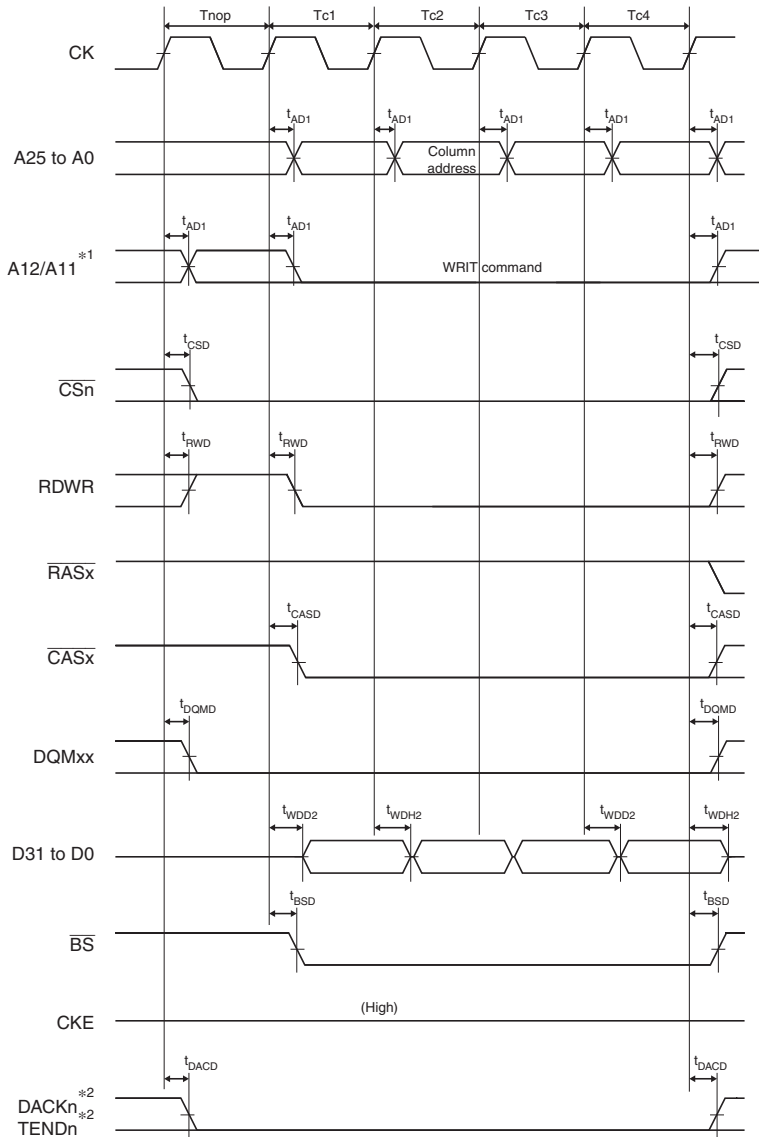 Tnop Tc1 Tc2 Tc3 Tc4
CK
tAD1 tAD1 tAD1 tAD1 tAD1
A25 to A0
Column
address
tAD1 tAD1 tAD1
A12/A11*1
WRIT command
tCSD tCSD
CSn
tRWD tRWD tRWD
RDWR
RASx
tCASD tCASD
CASx
tDQMD tDQMD
DQMxx
tWDD2 tWDH2 tWDD2 tWDH2
D31 to D0
tBSD tBSD
BS
(High)
CKE
tDACD tDACD
DACKn*2
TENDn*2